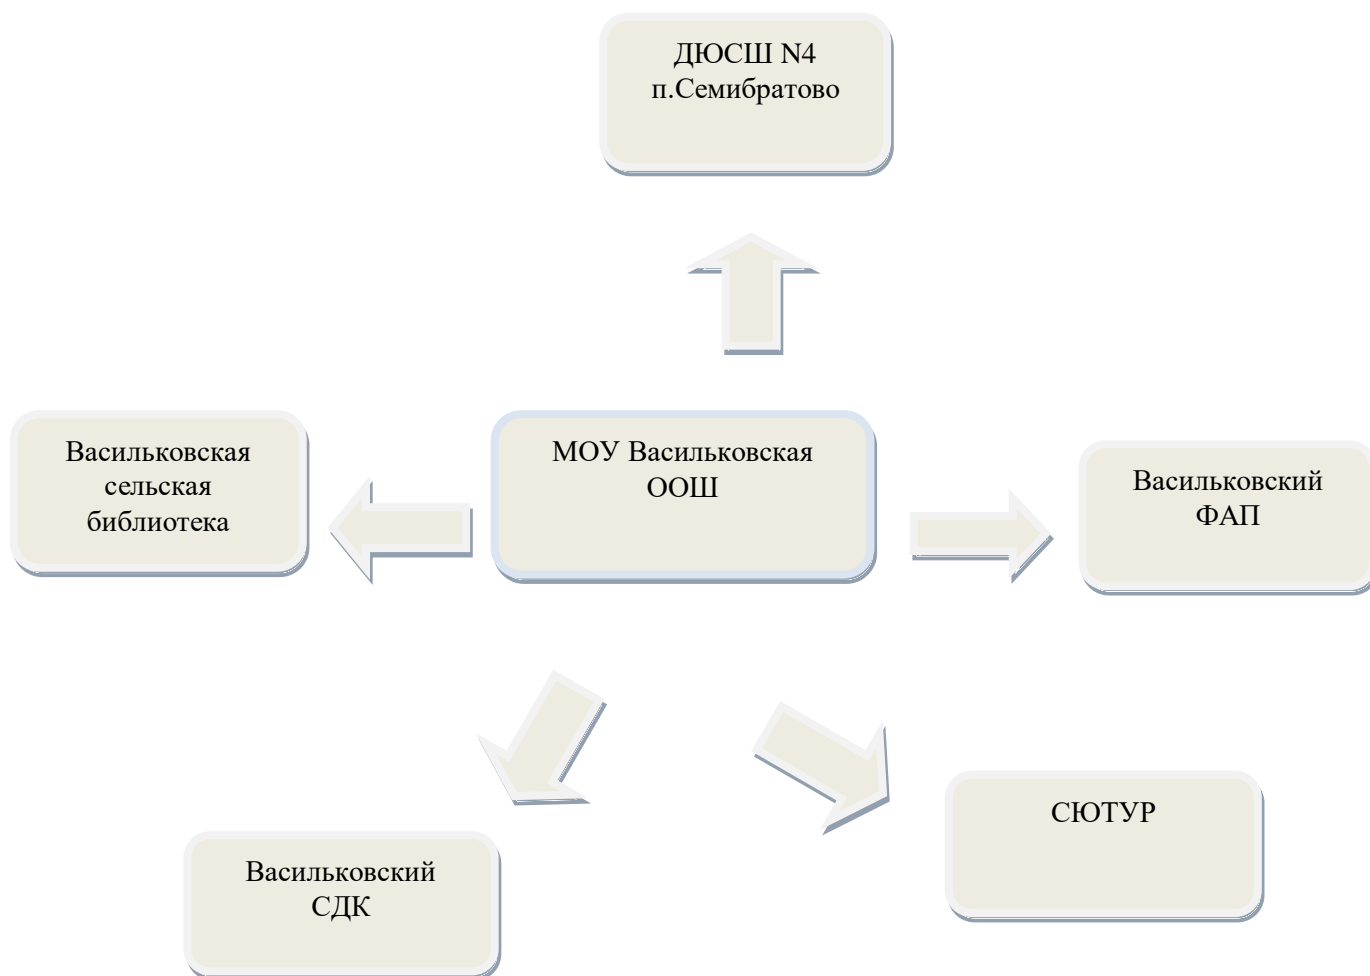 ДЮСШ N4
п.Семибратово
Васильковская
сельская
библиотека
МОУ Васильковская
ООШ
Васильковский
ФАП
СЮТУР
Васильковский
СДК